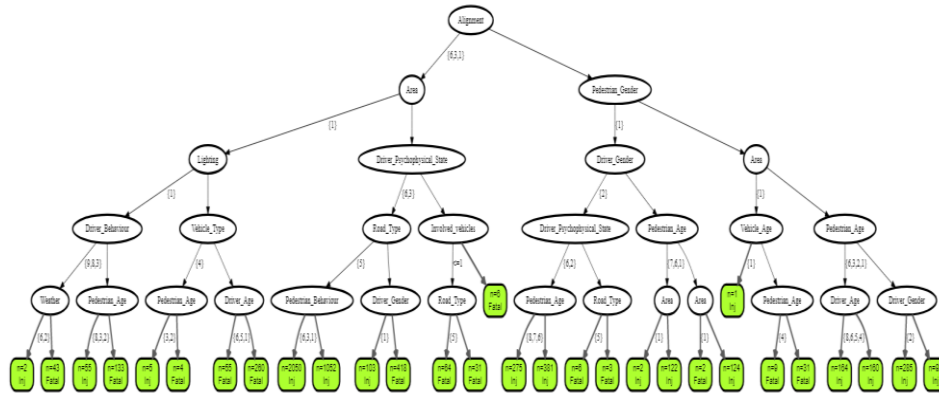 Alignment
{6,3,1}
Area
Pedestrian_Gender
{1}
{1}
Lighting
Driver_Psychophysical_State
Driver_Gender
Area
{1}
{6,3}
{2}
{1}
Driver_Behaviour
Vehicle_Type
Road_Type
Involved_vehicles
Driver_Psychophysical_State
Pedestrian_Age
Vehicle_Age
Pedestrian_Age
{9,8,3}
{4}
{5}
<=1
{6,2}
{7,6,1}
{1}
{6,3,2,1}
Weather
Pedestrian_Age
Pedestrian_Age
Driver_Age
Pedestrian_Behaviour
Driver_Gender
Road_Type
n=6
Fatal
Pedestrian_Age
Road_Type
Area
Area
n=1
Inj
Pedestrian_Age
Driver_Age
Driver_Gender
{6,2}
{8,3,2}
{3,2}
{6,5,1}
{6,3,1}
{1}
{5}
{8,7,6}
{5}
{1}
{1}
{4}
{8,6,5,4}
{2}
n=2
Inj
n=43
Fatal
n=55
Inj
n=133
Fatal
n=5
Inj
n=4
Fatal
n=55
Inj
n=260
Fatal
n=2050
Inj
n=1052
Inj
n=103
Inj
n=418
Fatal
n=64
Fatal
n=31
Fatal
n=275
Inj
n=381
Inj
n=6
Fatal
n=3
Fatal
n=2
Inj
n=122
Inj
n=2
Fatal
n=124
Inj
n=9
Fatal
n=31
Fatal
n=164
Inj
n=160
Inj
n=285
Inj